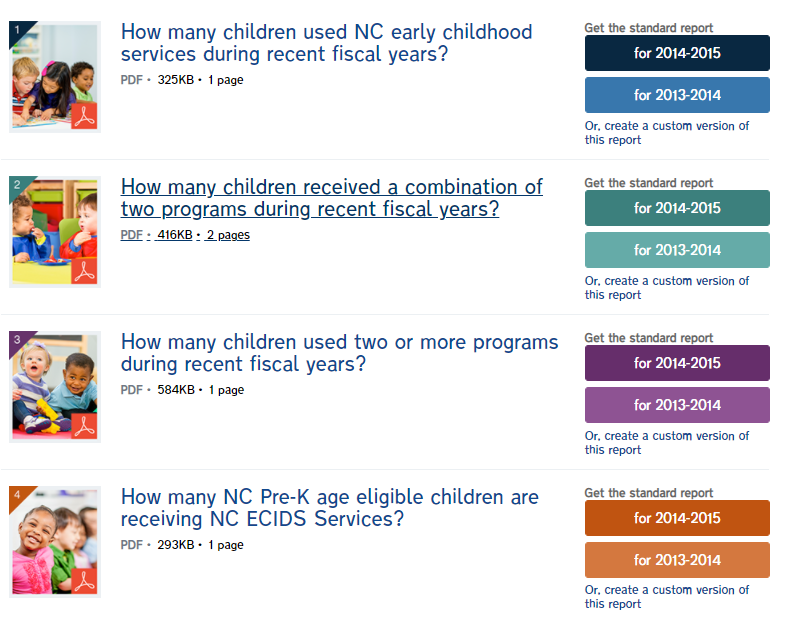 1
How many children used NC early childhood
services during recent fiscal years?
PDF • 325KB • 1 page
Get the standard report
for 2014-2015
for 2013-2014
Or, create a custom version of
this report
2
How many children received a combination of
two programs during recent fiscal years?
PDF • 416KB • 2 pages
Get the standard report
for 2014-2015
for 2013-2014
Or, create a custom version of
this report
3
How many children used two or more programs
during recent fiscal years?
PDF • 584KB • 1 page
Get the standard report
for 2014-2015
for 2013-2014
Or, create a custom version of
this report
4
How many NC Pre-K age eligible children are
receiving NC ECIDS Services?
PDF • 293KB • 1 page
Get the standard report
for 2014-2015
for 2013-2014
Or, create a custom version of
this report